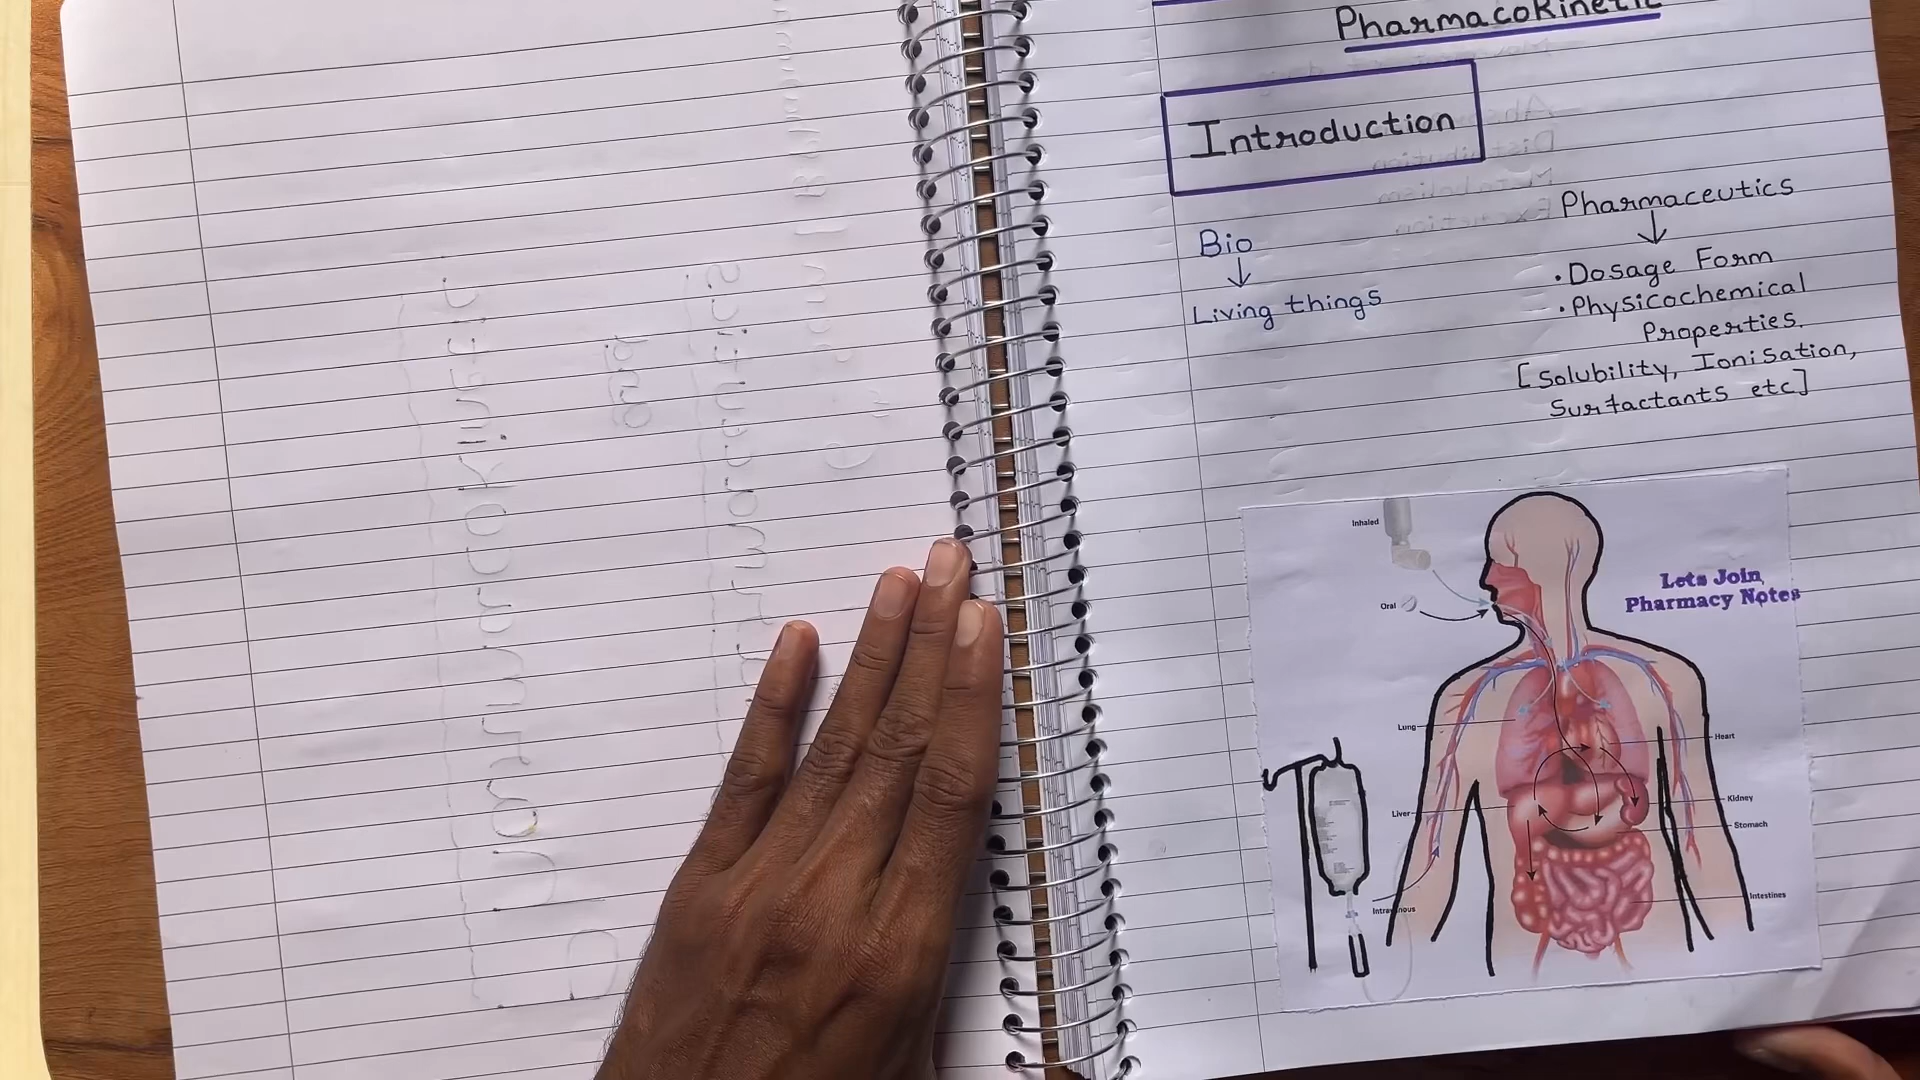 Pharmacokinetic
Introduction
Pharmaceutics
Bio
• Dosage Form
Living things
• Physicochemical
Properties.
[Solubility, Ionisation,
Surfactants etc]
Inhaled
Oral
Lets Join
Pharmacy Notes
Lung
Heart
Kidney
Liver
Stomach
Intestines
Intravenous